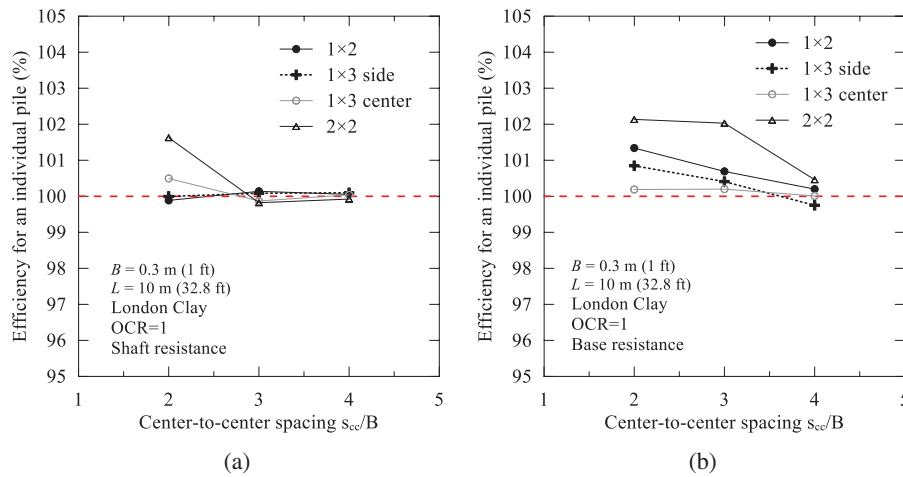 105
104
103
102
101
100
99
98
97
96
95
Efficiency for an individual pile (%)
1×2
1×3 side
1×3 center
2×2
B = 0.3 m (1 ft)
L = 10 m (32.8 ft)
London Clay
OCR=1
Shaft resistance
1 2 3 4 5
Center-to-center spacing scc/B
(a)
105
104
103
102
101
100
99
98
97
96
95
Efficiency for an individual pile (%)
1×2
1×3 side
1×3 center
2×2
B = 0.3 m (1 ft)
L = 10 m (32.8 ft)
London Clay
OCR=1
Base resistance
1 2 3 4 5
Center-to-center spacing scc/B
(b)